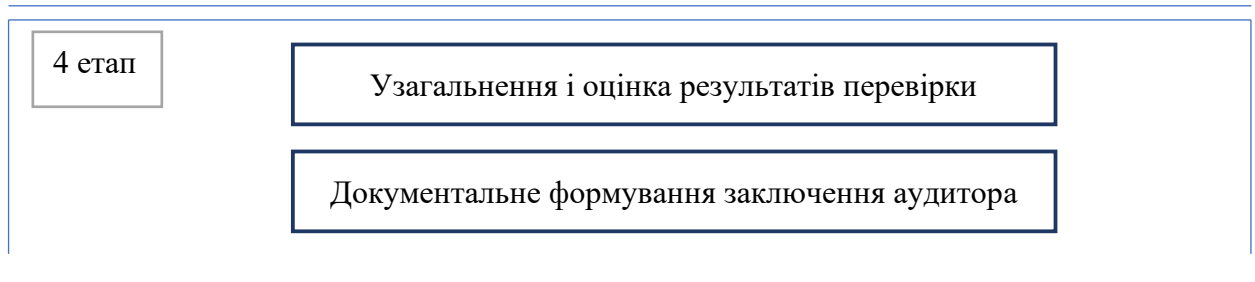 4 етап
Узагальнення і оцінка результатів перевірки
Документальне формування заключення аудитора